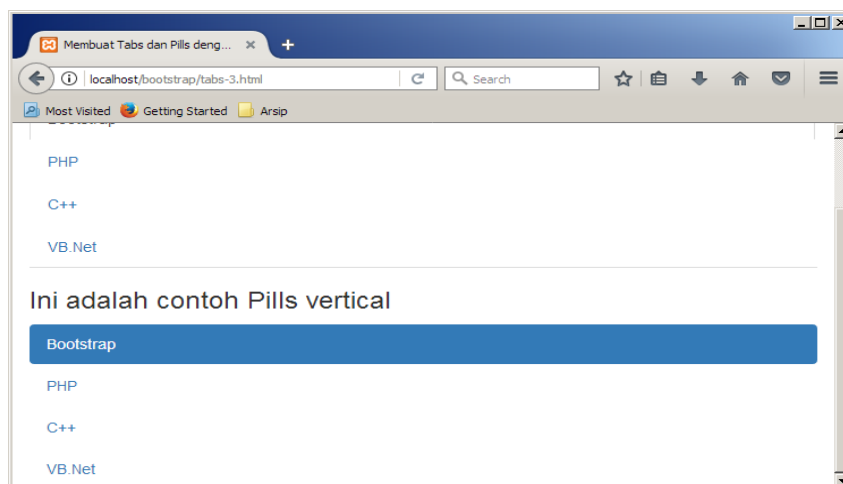 Membuat Tabs dan Pills deng...
localhost/bootstrap/tabs-3.html
Search
Most Visited Getting Started Arsip
Bootstrap
PHP
C++
VB.Net
Ini adalah contoh Pills vertical
Bootstrap
PHP
C++
VB.Net